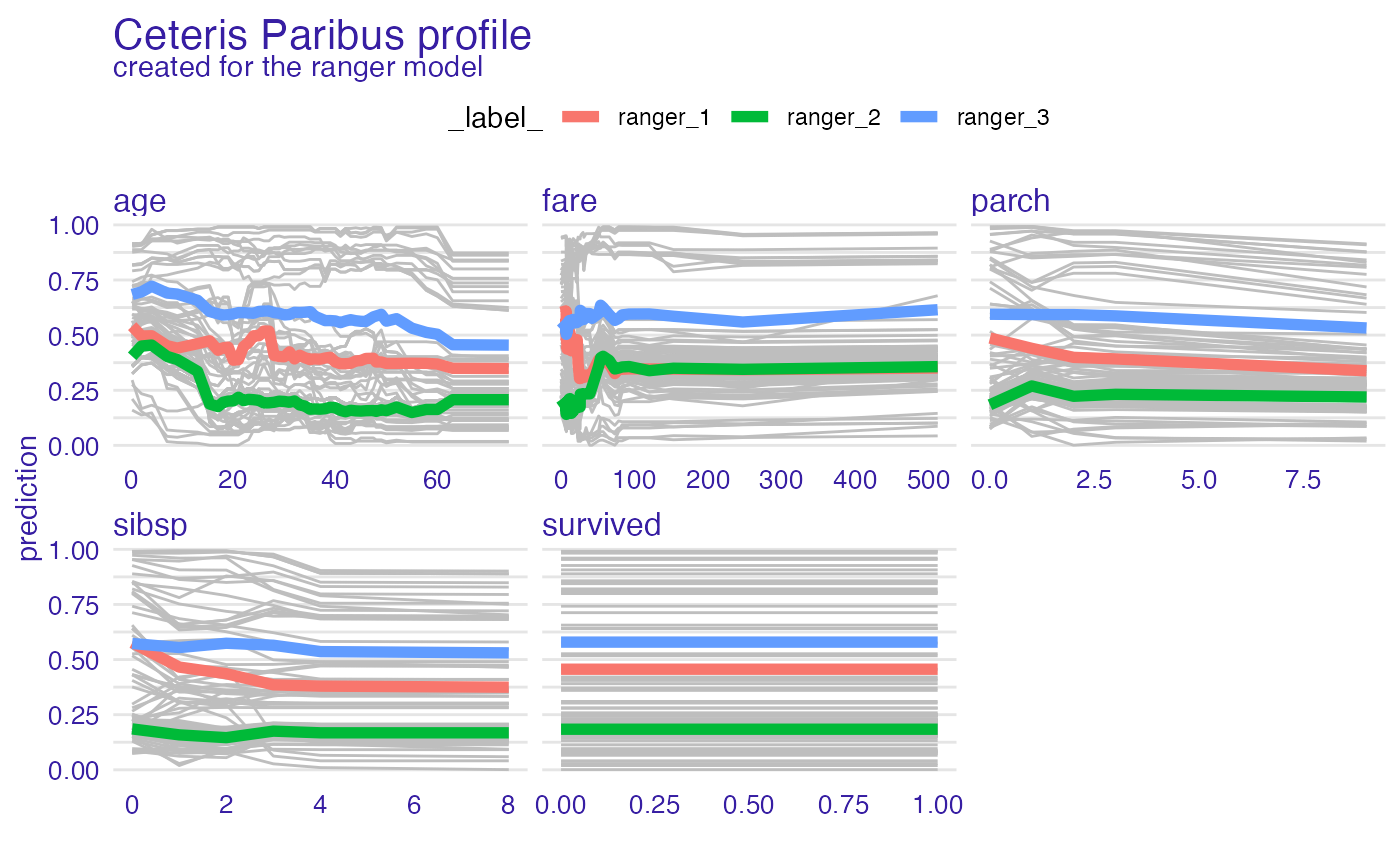 Ceteris Paribus profile
created for the ranger model
_label_ ranger_1 ranger_2 ranger_3
age fare parch
1.00
0.75
0.50
0.25
0.00
0 20 40 60 0 100 200 300 400 500 0.0 2.5 5.0 7.5
prediction
sibsp survived
1.00
0.75
0.50
0.25
0.00
0 2 4 6 8 0.00 0.25 0.50 0.75 1.00